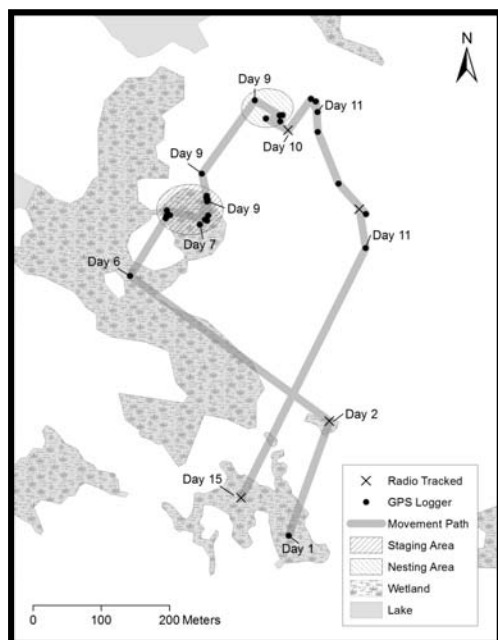 N
Day 9
Day 11
Day 10
Day 9
Day 9
Day 7
Day 11
Day 6
Day 2
Day 15
Day 1
Radio Tracked
GPS Logger
Movement Path
Staging Area
Nesting Area
Wetland
Lake
0 100 200 Meters